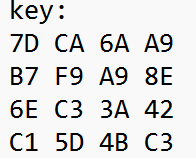 key:
7D CA 6A A9
B7 F9 A9 8E
6E C3 3A 42
C1 5D 4B C3